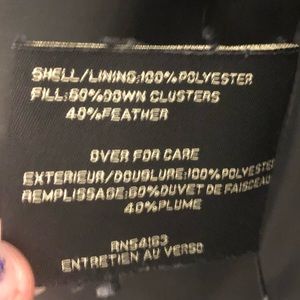 SHELL/LINING:100%POLYESTER
FILL:60%DOWN CLUSTERS
40%FEATHER
OVER FOR CARE
EXTERIEUR/DOUBLURE:100%POLYESTER
REMPLISSAGE:60%DUVET DE FAISCEAU
40%PLUME
RN54163
ENTRETIEN AU VERSO